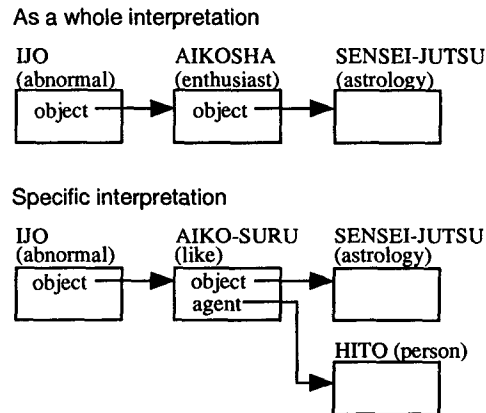 As a whole interpretation
IJO AIKOSHA SENSEI-JUTSU
(abnormal) (enthusiast) (astrology)
object object
Specific interpretation
IJO AIKO-SURU SENSEI-JUTSU
(abnormal) (like) (astrology)
object object
agent
HITO (person)